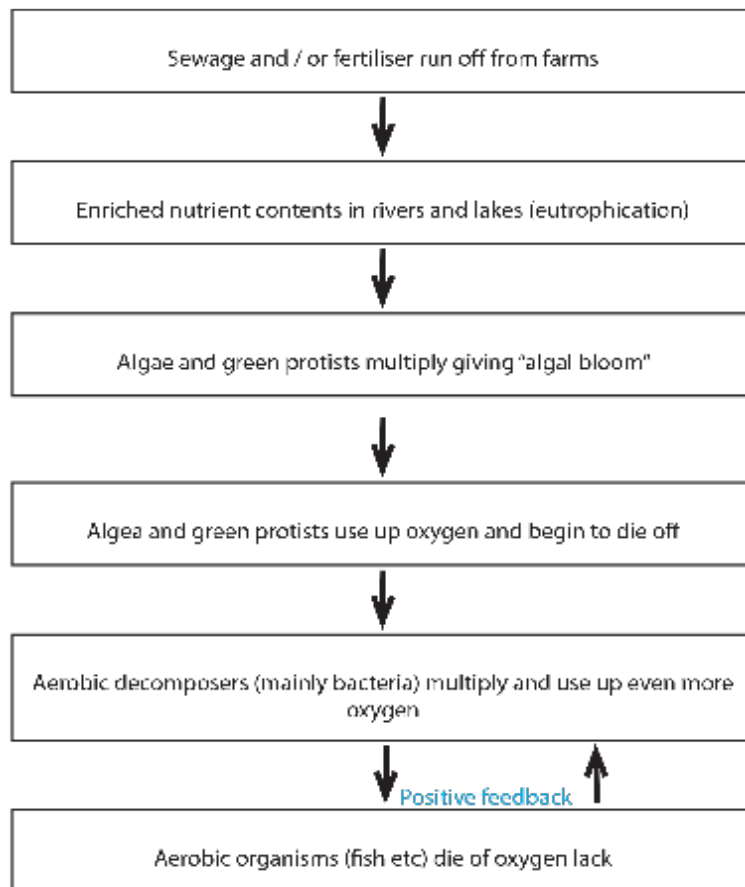 Sewage and / or fertiliser run off from farms
Enriched nutrient contents in rivers and lakes (eutrophication)
Algae and green protists multiply giving “algal bloom”
Algea and green protists use up oxygen and begin to die off
Aerobic decomposers (mainly bacteria) multiply and use up even more
oxygen
Positive feedback
Aerobic organisms (fish etc) die of oxygen lack